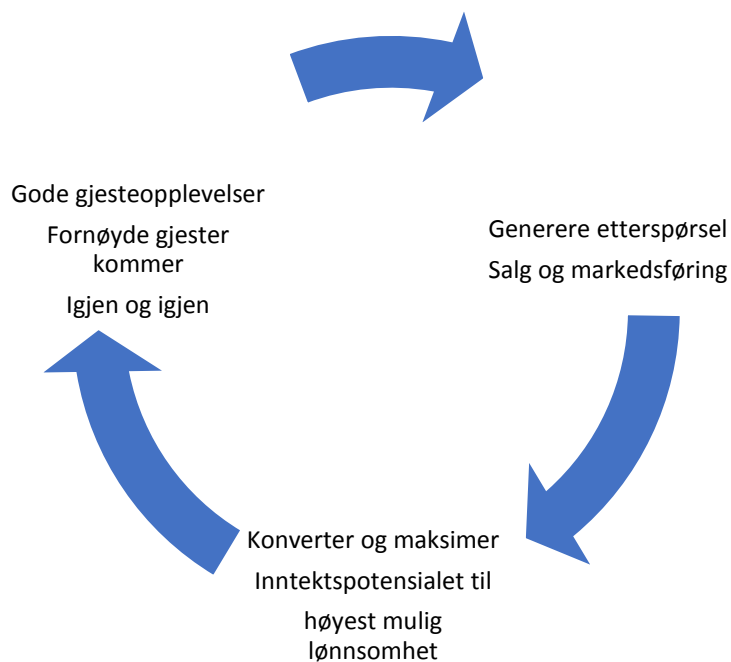 Gode gjesteopplevelser
Fornøyde gjester
kommer
Igjen og igjen
Generere etterspørsel
Salg og markedsføring
Konverter og maksimer
Inntektspotensialet til
høyest mulig
lønnsomhet